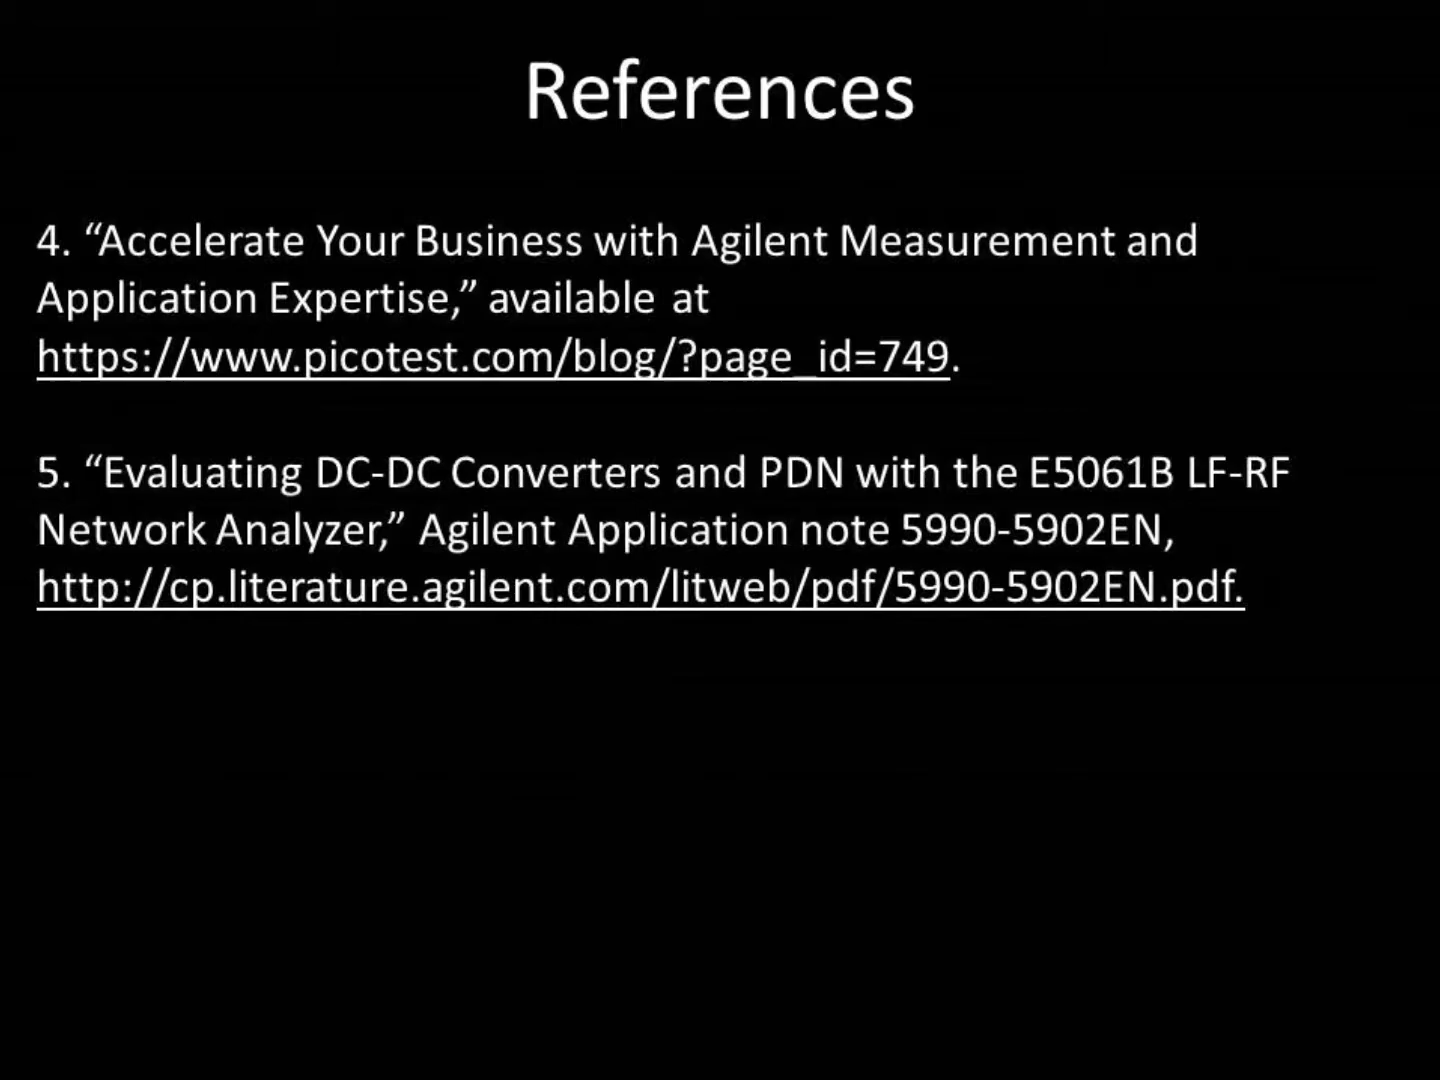 References
4. “Accelerate Your Business with Agilent Measurement and
Application Expertise,” available at
https://www.picotest.com/blog/?page_id=749.
5. “Evaluating DC-DC Converters and PDN with the E5061B LF-RF
Network Analyzer,” Agilent Application note 5990-5902EN,
http://cp.literature.agilent.com/litweb/pdf/5990-5902EN.pdf.